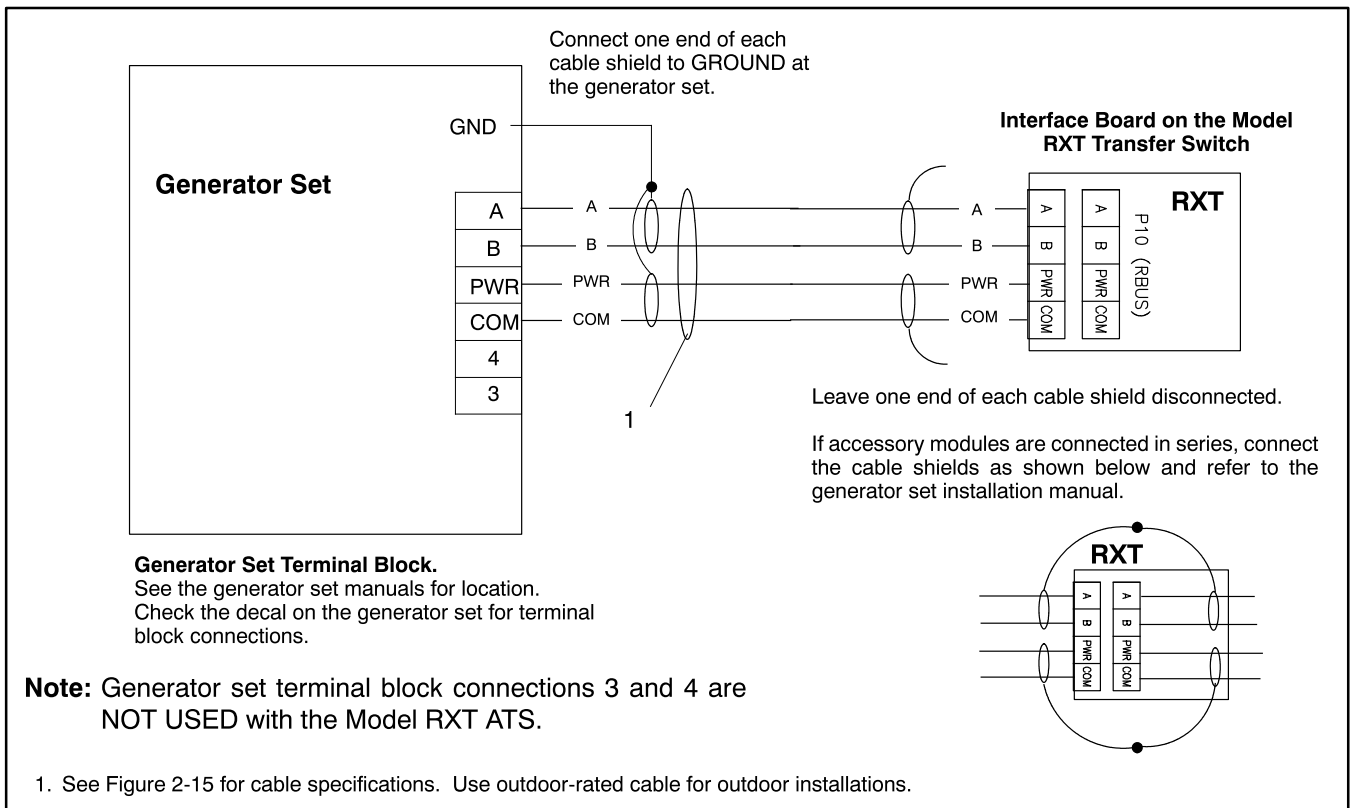 Connect one end of each
cable shield to GROUND at
the generator set.
GND
Generator Set
Interface Board on the Model
RXT Transfer Switch
RXT
A
B
PWR
COM
4
3
A
B
PWR
COM
A
B
PWR
COM
A
B
PWR
COM
A
B
PWR
COM
P10 (RBUS)
1
Leave one end of each cable shield disconnected.
If accessory modules are connected in series, connect
the cable shields as shown below and refer to the
generator set installation manual.
RXT
A
B
PWR
COM
A
B
PWR
COM
Generator Set Terminal Block.
See the generator set manuals for location.
Check the decal on the generator set for terminal
block connections.
Note: Generator set terminal block connections 3 and 4 are
NOT USED with the Model RXT ATS.
1. See Figure 2-15 for cable specifications. Use outdoor-rated cable for outdoor installations.